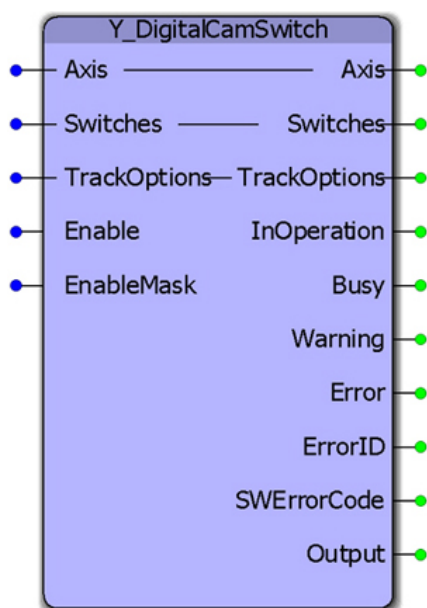 Y_DigitalCamSwitch
Axis Axis
Switches Switches
TrackOptions TrackOptions
Enable InOperation
EnableMask Busy
Warning
Error
ErrorID
SWErrorCode
Output